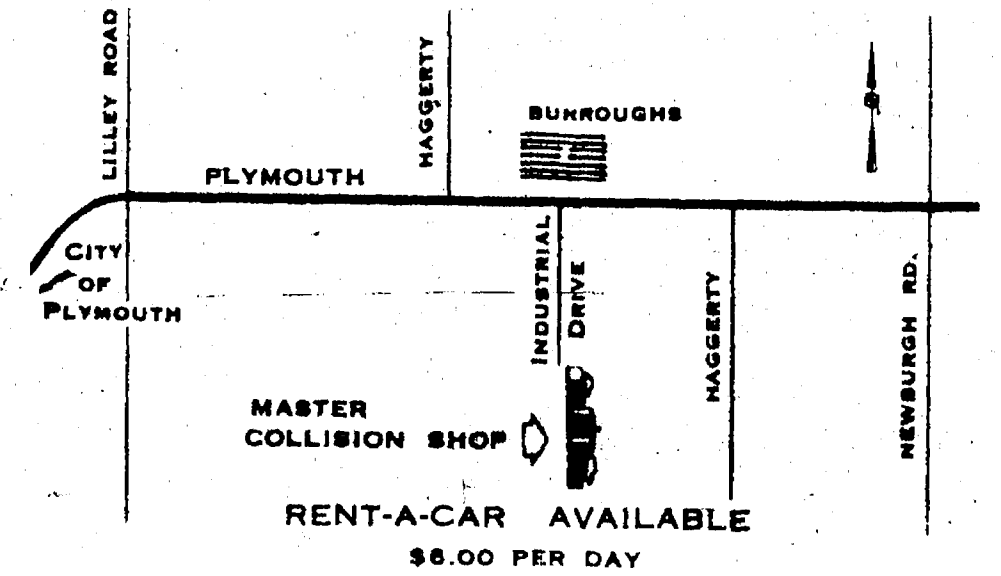 LILLEY ROAD
HAGGERTY
BURROUGHS
PLYMOUTH
CITY
OF
PLYMOUTH
INDUSTRIAL
DRIVE
HAGGERTY
NEWBURGH RD.
MASTER
COLLISION SHOP
RENT-A-CAR AVAILABLE
$6.00 PER DAY